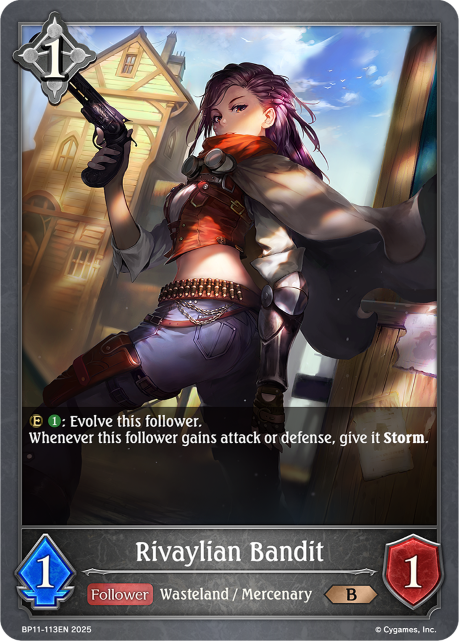 1
E 1: Evolve this follower.
Whenever this follower gains attack or defense, give it Storm.
Rivaylian Bandit
1 Follower Wasteland / Mercenary B 1
BP11-113EN 2025 © Cygames, Inc.